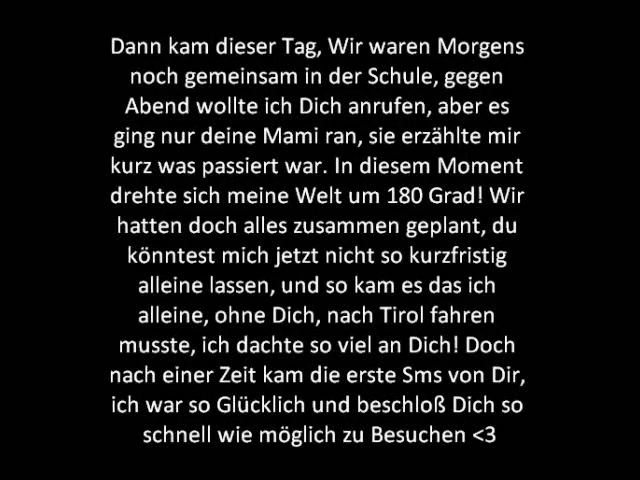 Dann kam dieser Tag, Wir waren Morgens
noch gemeinsam in der Schule, gegen
Abend wollte ich Dich anrufen, aber es
ging nur deine Mami ran, sie erzählte mir
kurz was passiert war. In diesem Moment
drehte sich meine Welt um 180 Grad! Wir
hatten doch alles zusammen geplant, du
könntest mich jetzt nicht so kurzfristig
alleine lassen, und so kam es das ich
alleine, ohne Dich, nach Tirol fahren
musste, ich dachte so viel an Dich! Doch
nach einer Zeit kam die erste Sms von Dir,
ich war so Glücklich und beschloß Dich so
schnell wie möglich zu Besuchen <3